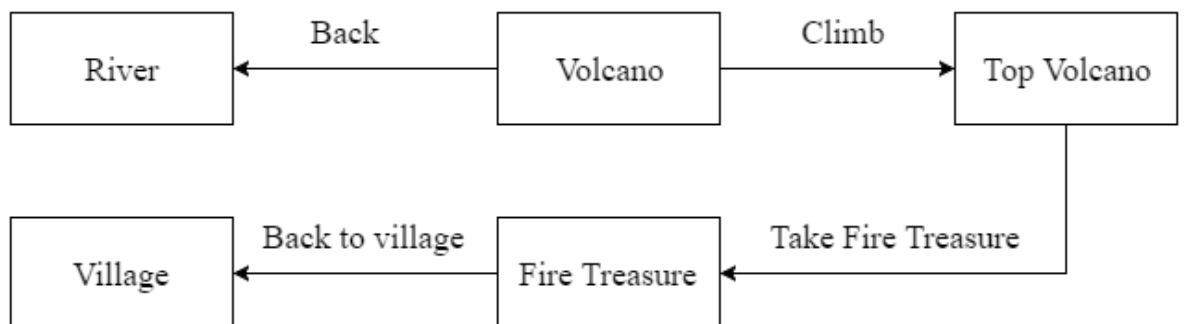 Back
Climb
River
Volcano
Top Volcano
Back to village
Take Fire Treasure
Village
Fire Treasure